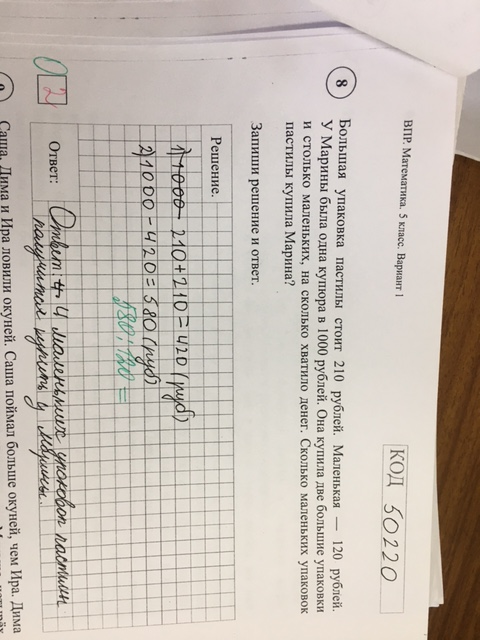 КОД 50220
ВПР. Математика. 5 класс. Вариант 1
8 Большая упаковка пастилы стоит 210 рублей. Маленькая — 120 рублей.
У Марины была одна купюра в 1000 рублей. Она купила две большие упаковки
и столько маленьких, на сколько хватило денег. Сколько маленьких упаковок
пастилы купила Марина?
Запиши решение и ответ.
Решение.
1) 1000 - 210+210=420 (руб)
2) 1000-420=580 (руб)
580:120=
Ответ: Ответ: 4 маленьких упаковок пастилы
получится купить у Марины.
0 2
9 Саша, Дима и Ира ловили окуней. Саша поймал больше окуней, чем Ира. Дима